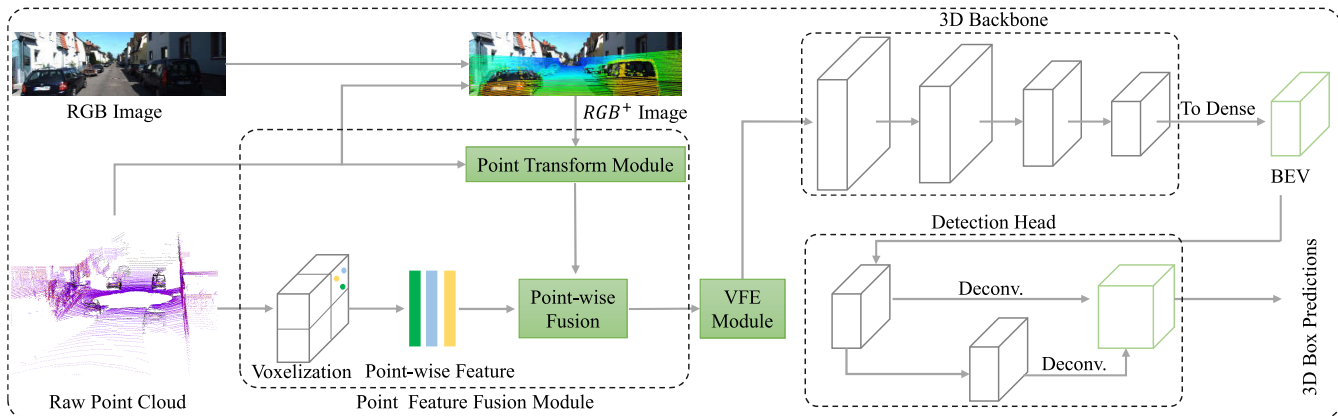 3D Backbone
RGB Image
RGB⁺ Image
To Dense
Point Transform Module
BEV
Detection Head
Point-wise
Fusion
VFE
Module
Deconv.
Deconv.
3D Box Predictions
Voxelization
Point-wise Feature
Raw Point Cloud
Point Feature Fusion Module